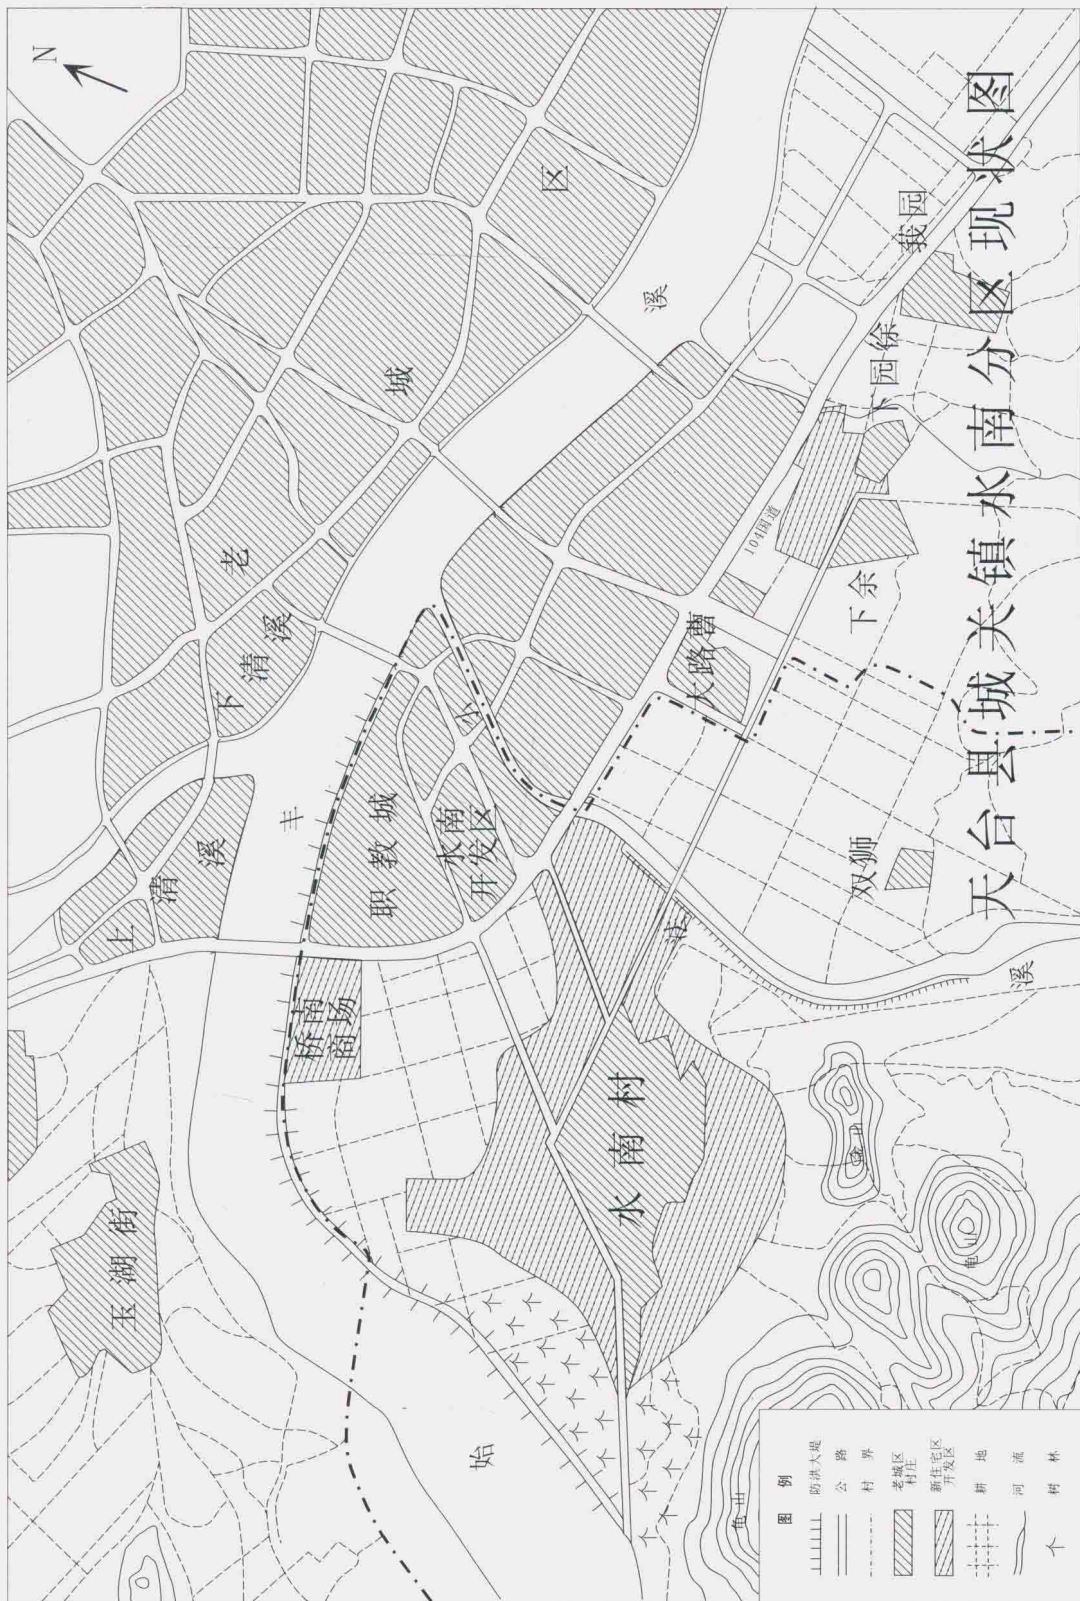 天台县城关镇水南分区现状图
N
老城区
上清溪
下清溪
玉湖街
始丰溪
职教城
水南
开发区
桥南
商场
水南村
小
溪
大路曹
104国道
下余
下园徐
莪园
双狮
龟山
龟山
图例
防洪大堤
公路
村界
老城区
村庄
新住宅区
开发区
耕地
河流
树林